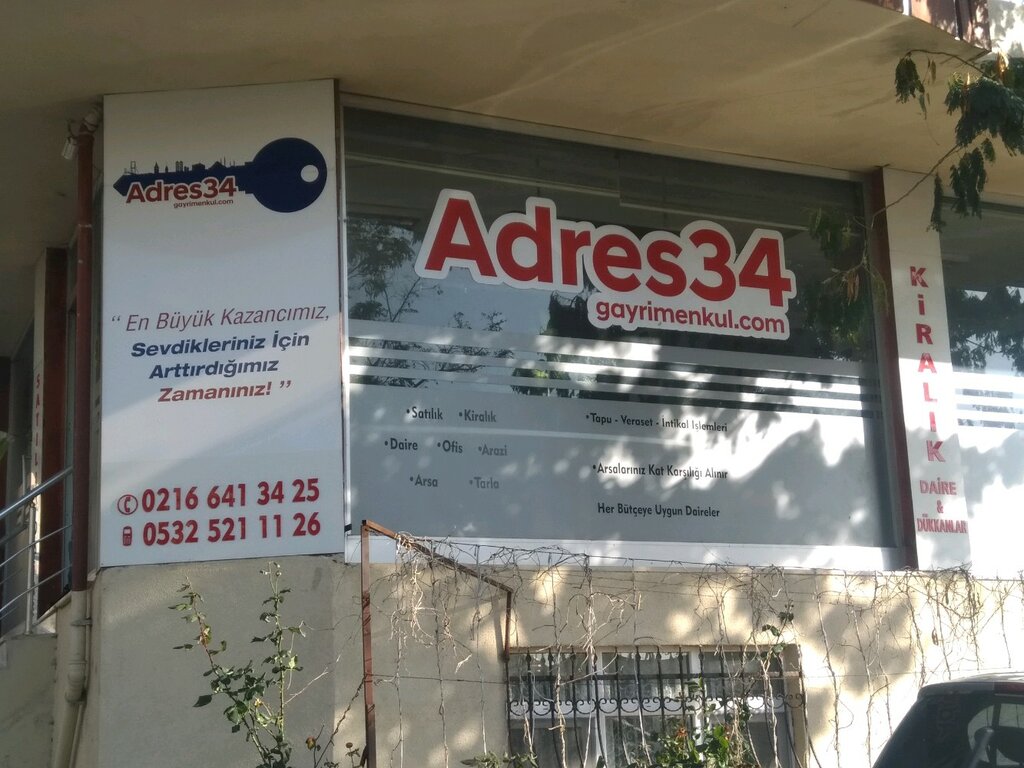 Adres34
gayrimenkul.com
“ En Büyük Kazancımız,
Sevdikleriniz İçin
Arttırdığımız
Zamanınız! ”
0216 641 34 25
0532 521 11 26
Adres34
gayrimenkul.com
•Satılık •Kiralık
•Daire •Ofis •Arazi
•Arsa •Tarla
•Tapu - Veraset - İntikal İşlemleri
•Arsalarınız Kat Karşılığı Alınır
Her Bütçeye Uygun Daireler
KİRALIK
DAİRE
&
DÜKKANLAR